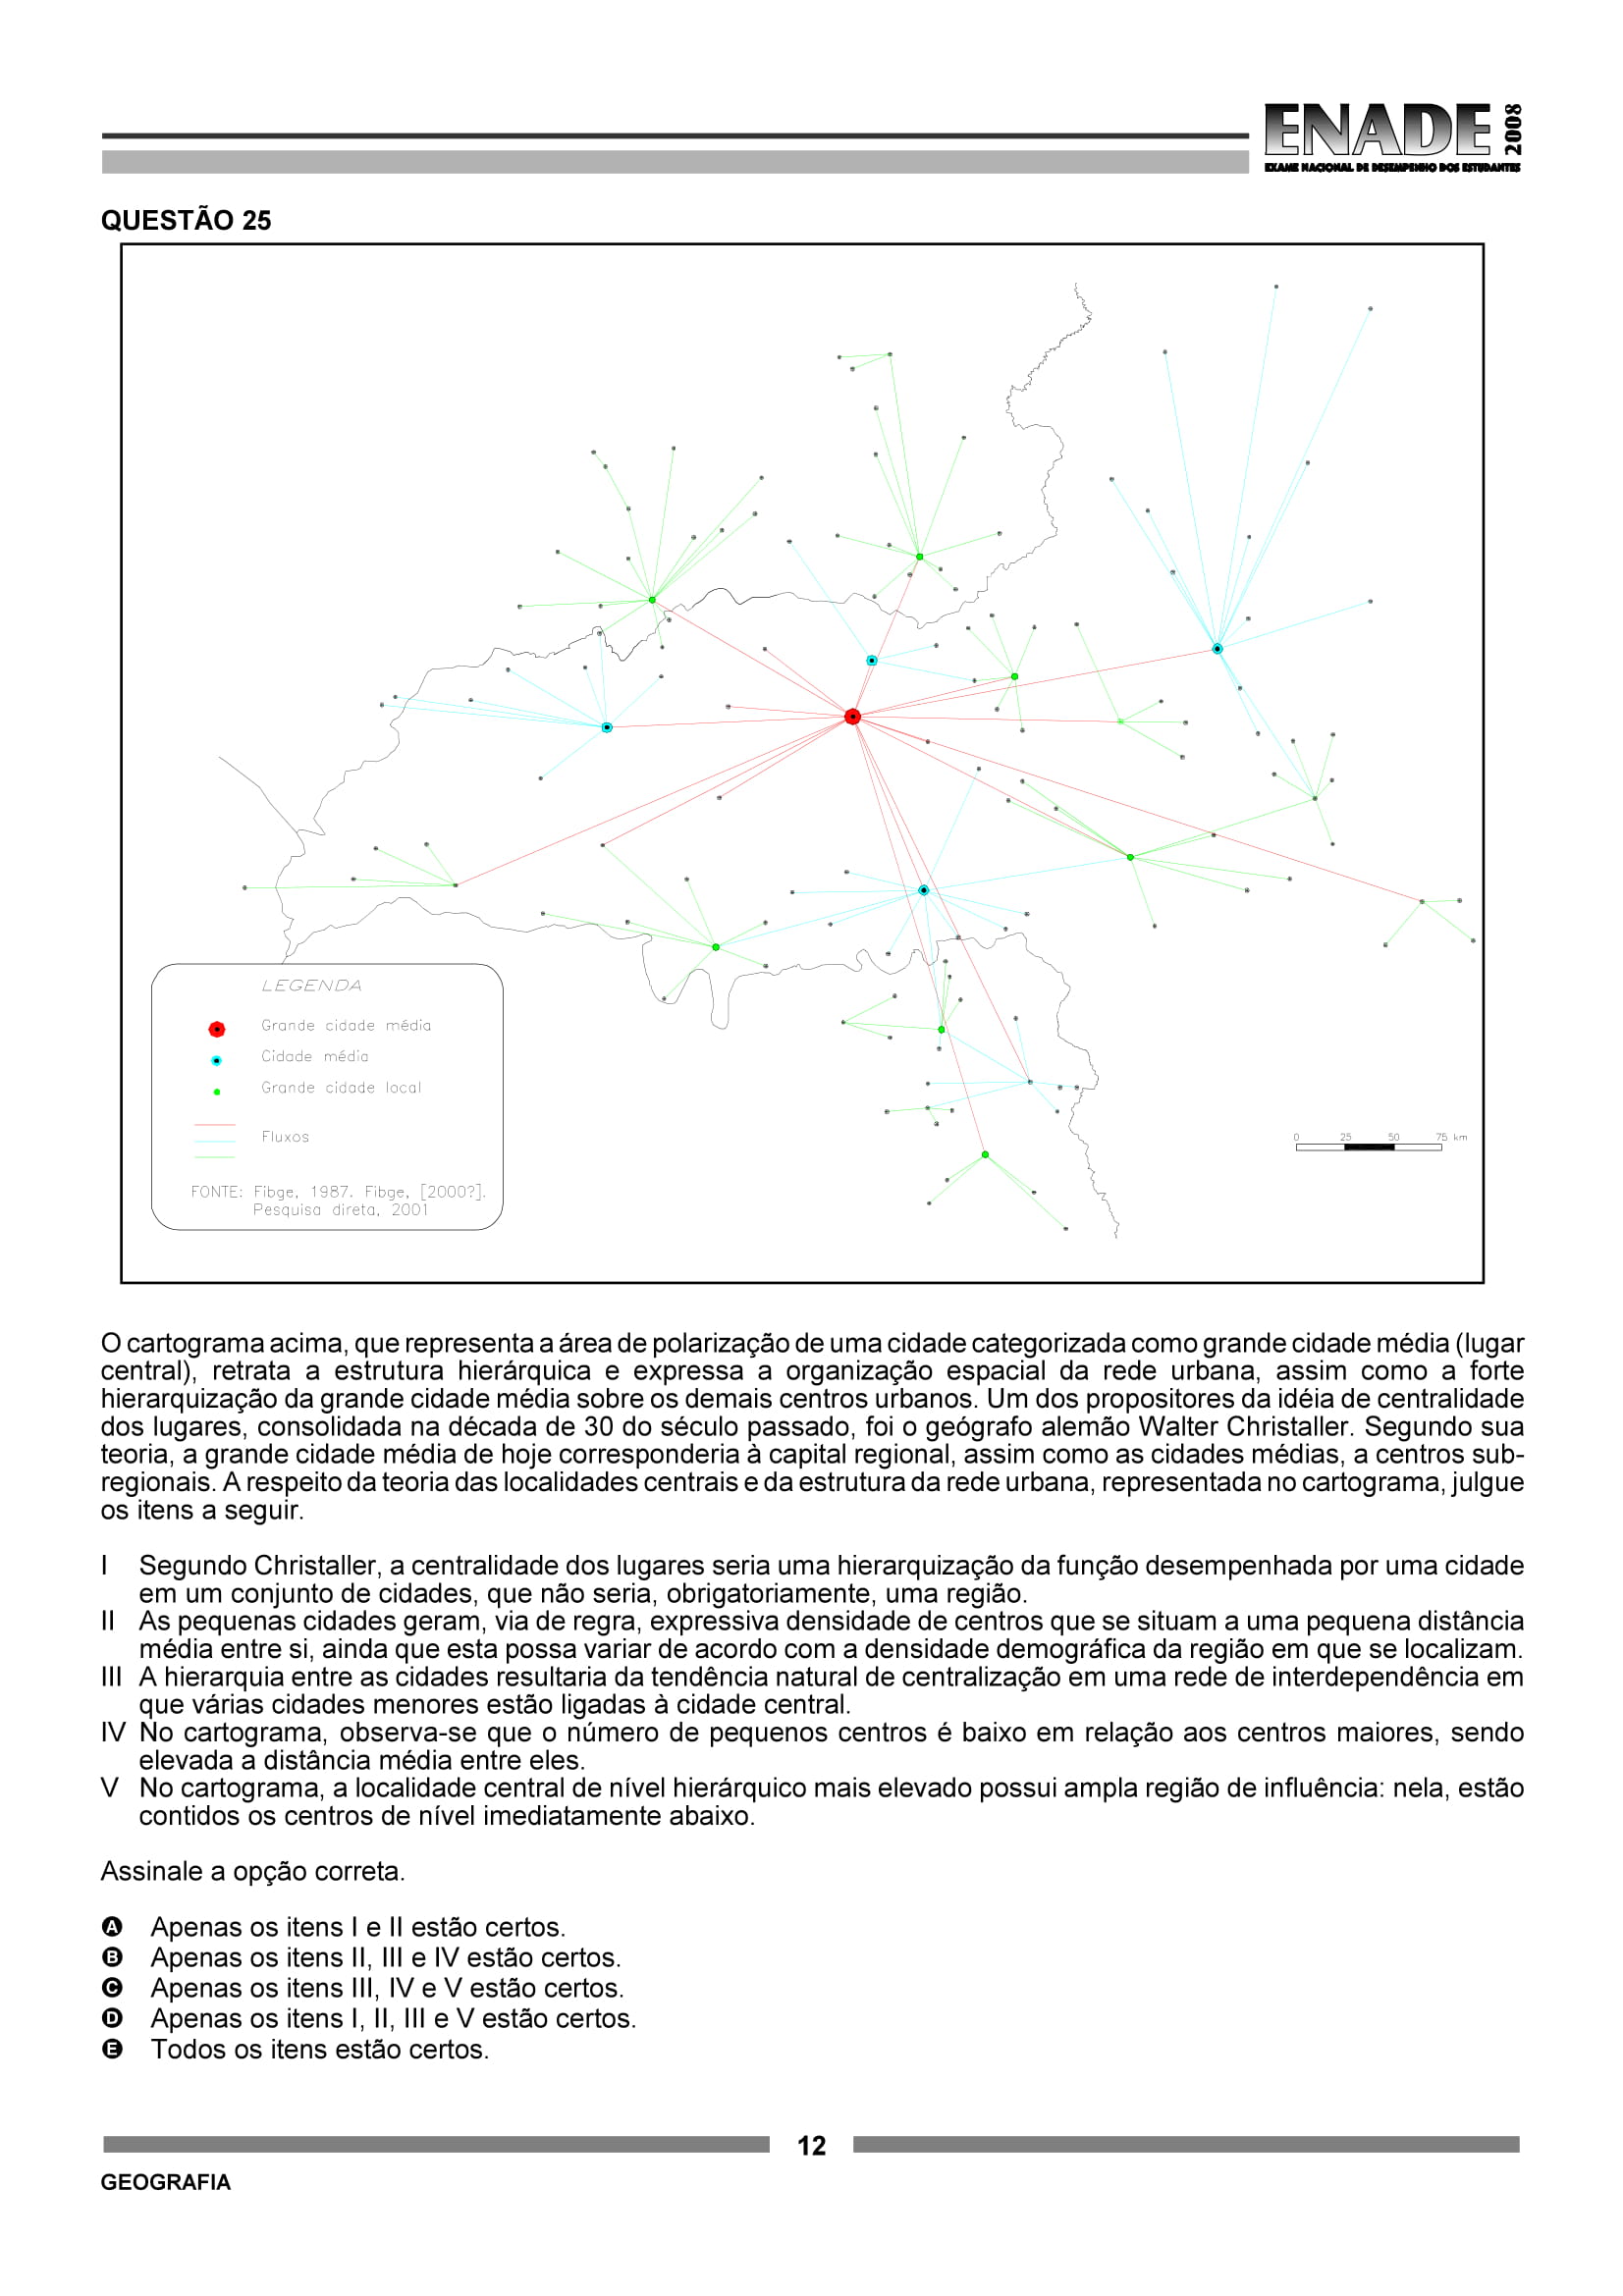 ENADE 2008
EXAME NACIONAL DE DESEMPENHO DOS ESTUDANTES
QUESTÃO 25
LEGENDA
Grande cidade média
Cidade média
Grande cidade local
Fluxos
FONTE: Fibge, 1987. Fibge, [2000?].
Pesquisa direta, 2001
0 25 50 75 km
O cartograma acima, que representa a área de polarização de uma cidade categorizada como grande cidade média (lugar
central), retrata a estrutura hierárquica e expressa a organização espacial da rede urbana, assim como a forte
hierarquização da grande cidade média sobre os demais centros urbanos. Um dos propositores da idéia de centralidade
dos lugares, consolidada na década de 30 do século passado, foi o geógrafo alemão Walter Christaller. Segundo sua
teoria, a grande cidade média de hoje corresponderia à capital regional, assim como as cidades médias, a centros sub-
regionais. A respeito da teoria das localidades centrais e da estrutura da rede urbana, representada no cartograma, julgue
os itens a seguir.
I Segundo Christaller, a centralidade dos lugares seria uma hierarquização da função desempenhada por uma cidade
em um conjunto de cidades, que não seria, obrigatoriamente, uma região.
II As pequenas cidades geram, via de regra, expressiva densidade de centros que se situam a uma pequena distância
média entre si, ainda que esta possa variar de acordo com a densidade demográfica da região em que se localizam.
III A hierarquia entre as cidades resultaria da tendência natural de centralização em uma rede de interdependência em
que várias cidades menores estão ligadas à cidade central.
IV No cartograma, observa-se que o número de pequenos centros é baixo em relação aos centros maiores, sendo
elevada a distância média entre eles.
V No cartograma, a localidade central de nível hierárquico mais elevado possui ampla região de influência: nela, estão
contidos os centros de nível imediatamente abaixo.
Assinale a opção correta.
A Apenas os itens I e II estão certos.
B Apenas os itens II, III e IV estão certos.
C Apenas os itens III, IV e V estão certos.
D Apenas os itens I, II, III e V estão certos.
E Todos os itens estão certos.
12
GEOGRAFIA